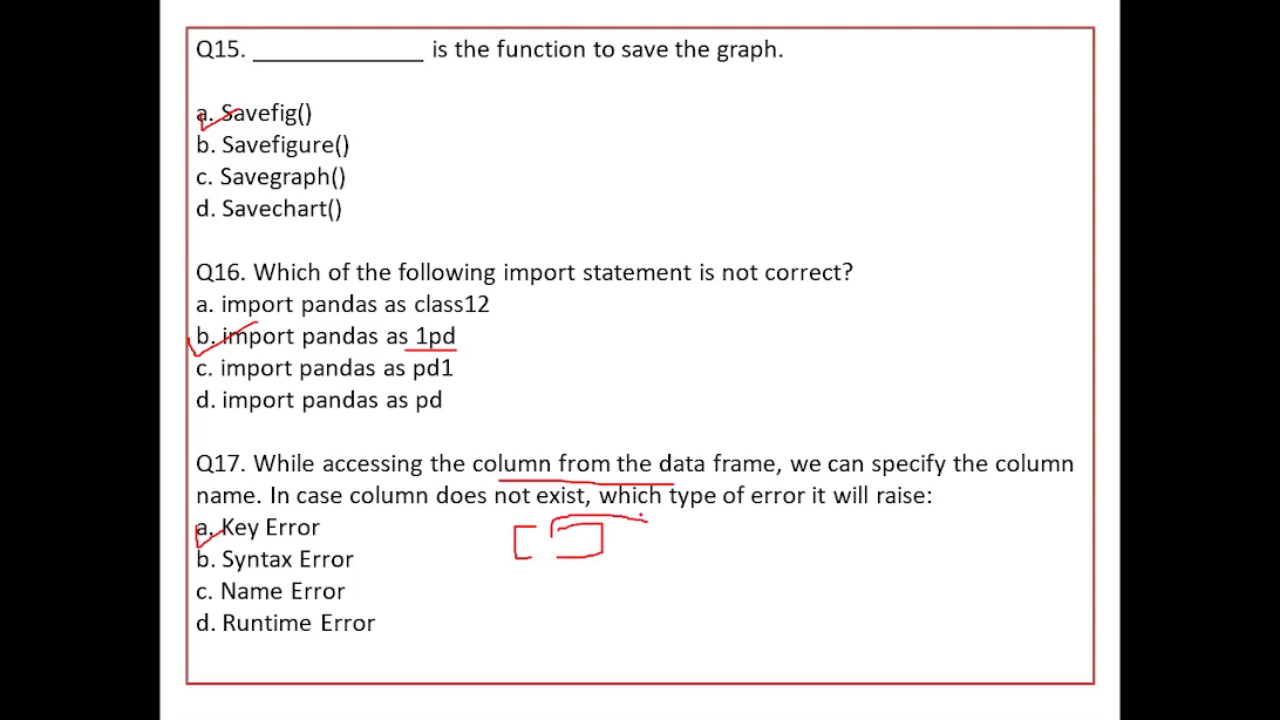 Q15. ______________ is the function to save the graph.
a. Savefig()
b. Savefigure()
c. Savegraph()
d. Savechart()
Q16. Which of the following import statement is not correct?
a. import pandas as class12
b. import pandas as 1pd
c. import pandas as pd1
d. import pandas as pd
Q17. While accessing the column from the data frame, we can specify the column
name. In case column does not exist, which type of error it will raise:
a. Key Error
b. Syntax Error
c. Name Error
d. Runtime Error